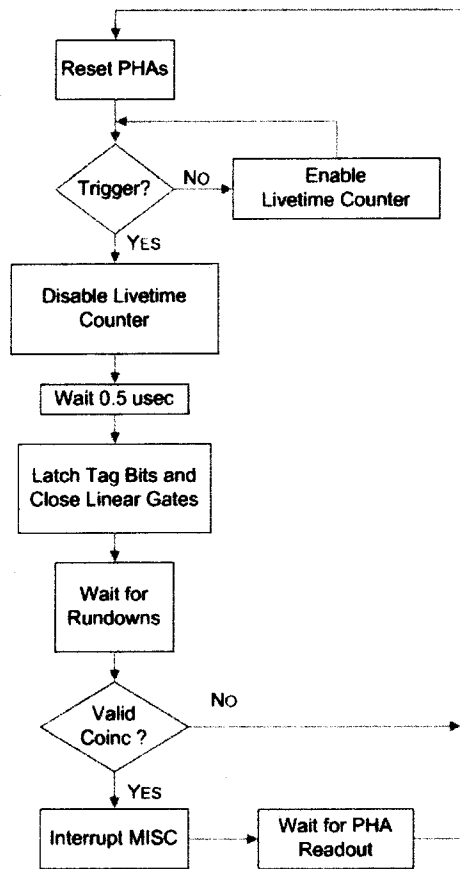 Reset PHAs
Trigger?
NO
Enable
Livetime Counter
YES
Disable Livetime
Counter
Wait 0.5 usec
Latch Tag Bits and
Close Linear Gates
Wait for
Rundowns
Valid
Coinc ?
NO
YES
Interrupt MISC
Wait for PHA
Readout